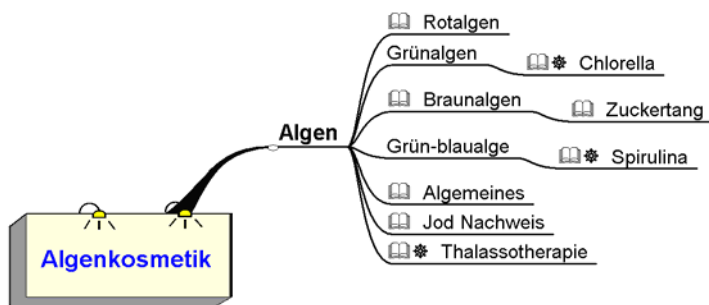 Rotalgen
Grünalgen
Chlorella
Braunalgen
Zuckertang
Algen
Grün-blaualge
Spirulina
Algemeines
Jod Nachweis
Thalassotherapie
Algenkosmetik